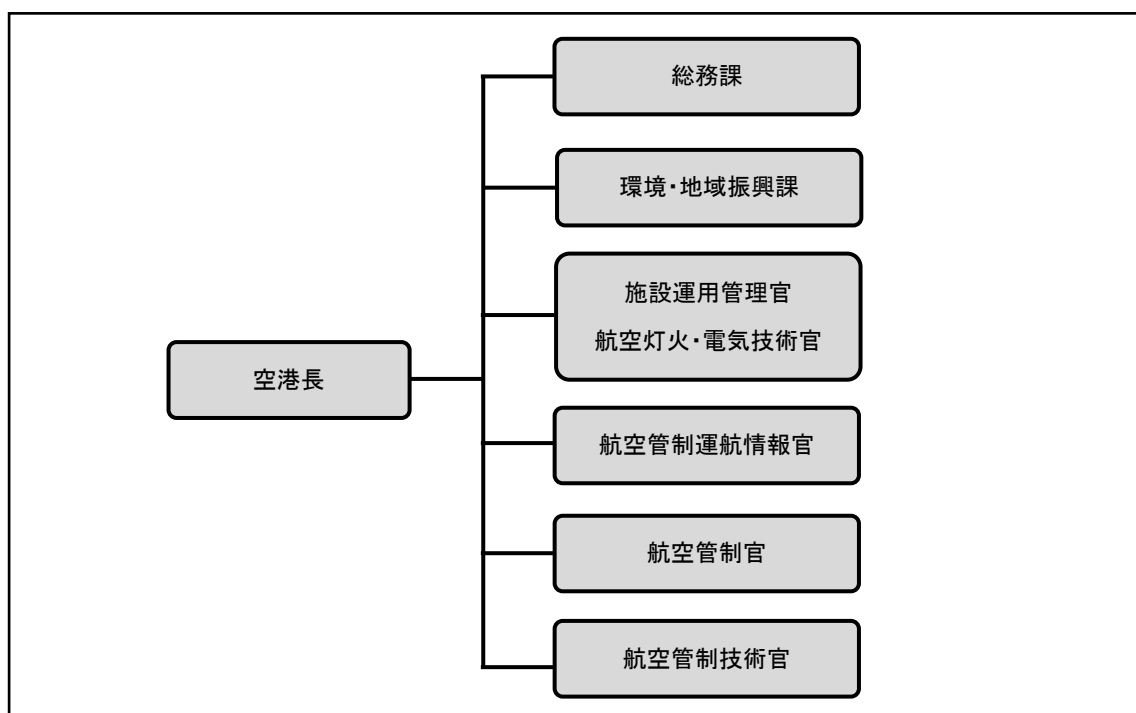 総務課
環境・地域振興課
施設運用管理官
航空灯火・電気技術官
空港長
航空管制運航情報官
航空管制官
航空管制技術官